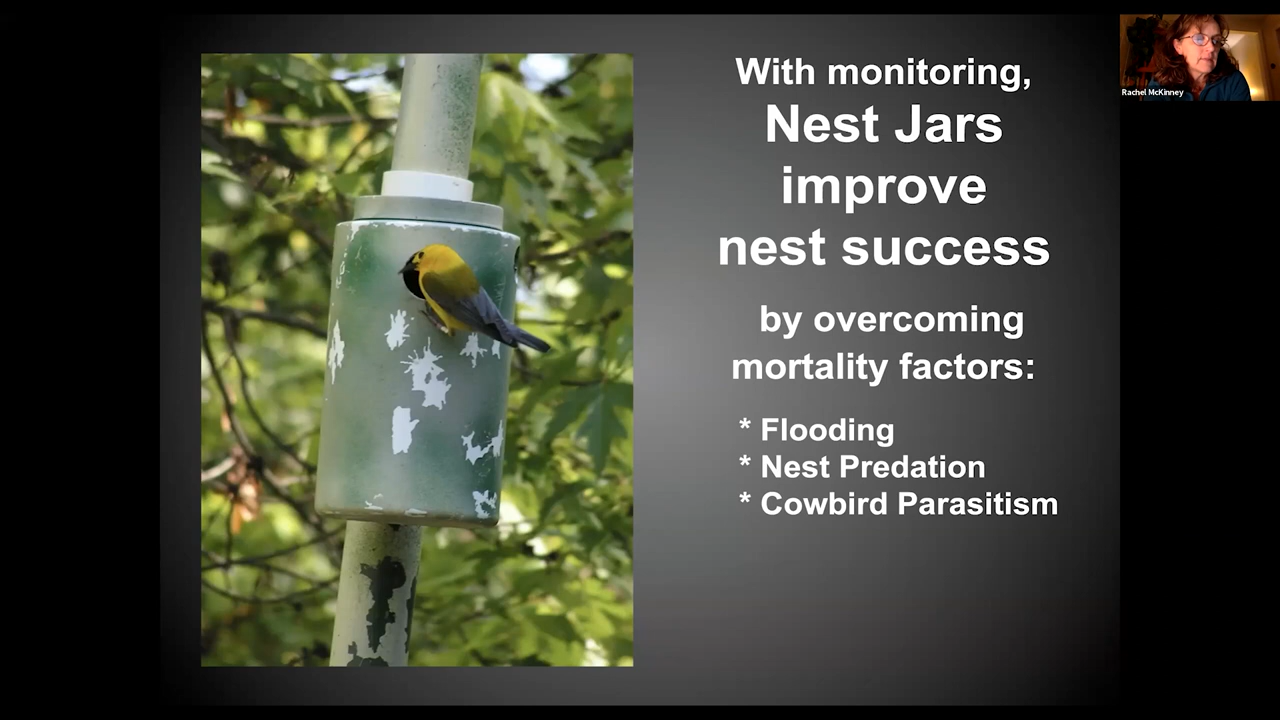 With monitoring,
Nest Jars
improve
nest success
by overcoming
mortality factors:
* Flooding
* Nest Predation
* Cowbird Parasitism
Rachel McKinney